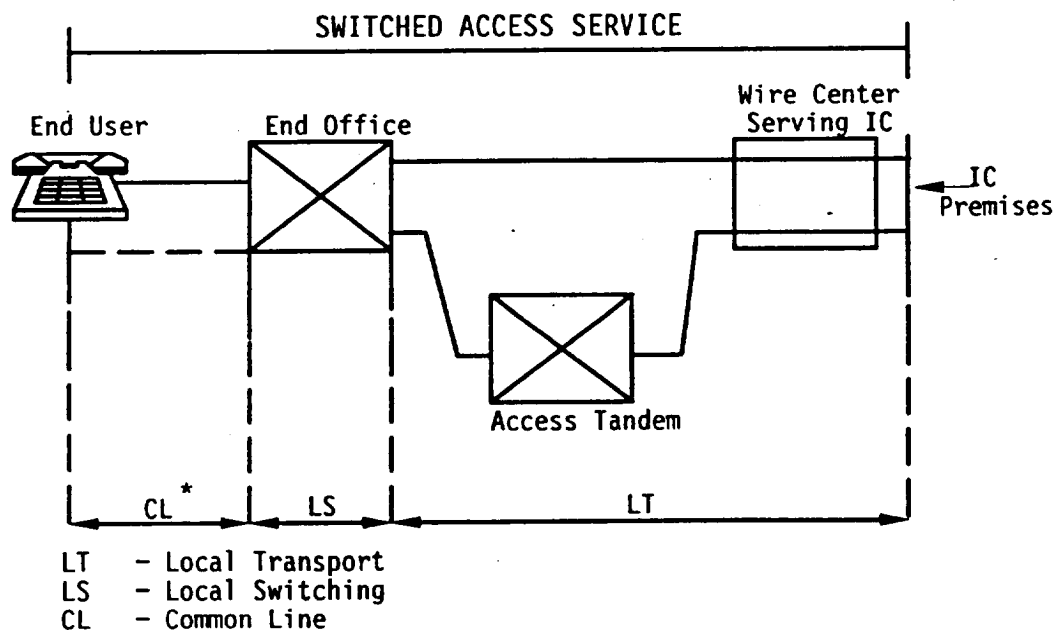 SWITCHED ACCESS SERVICE
Wire Center
Serving IC
End User
End Office
IC
Premises
Access Tandem
CL*
LS
LT
LT - Local Transport
LS - Local Switching
CL - Common Line